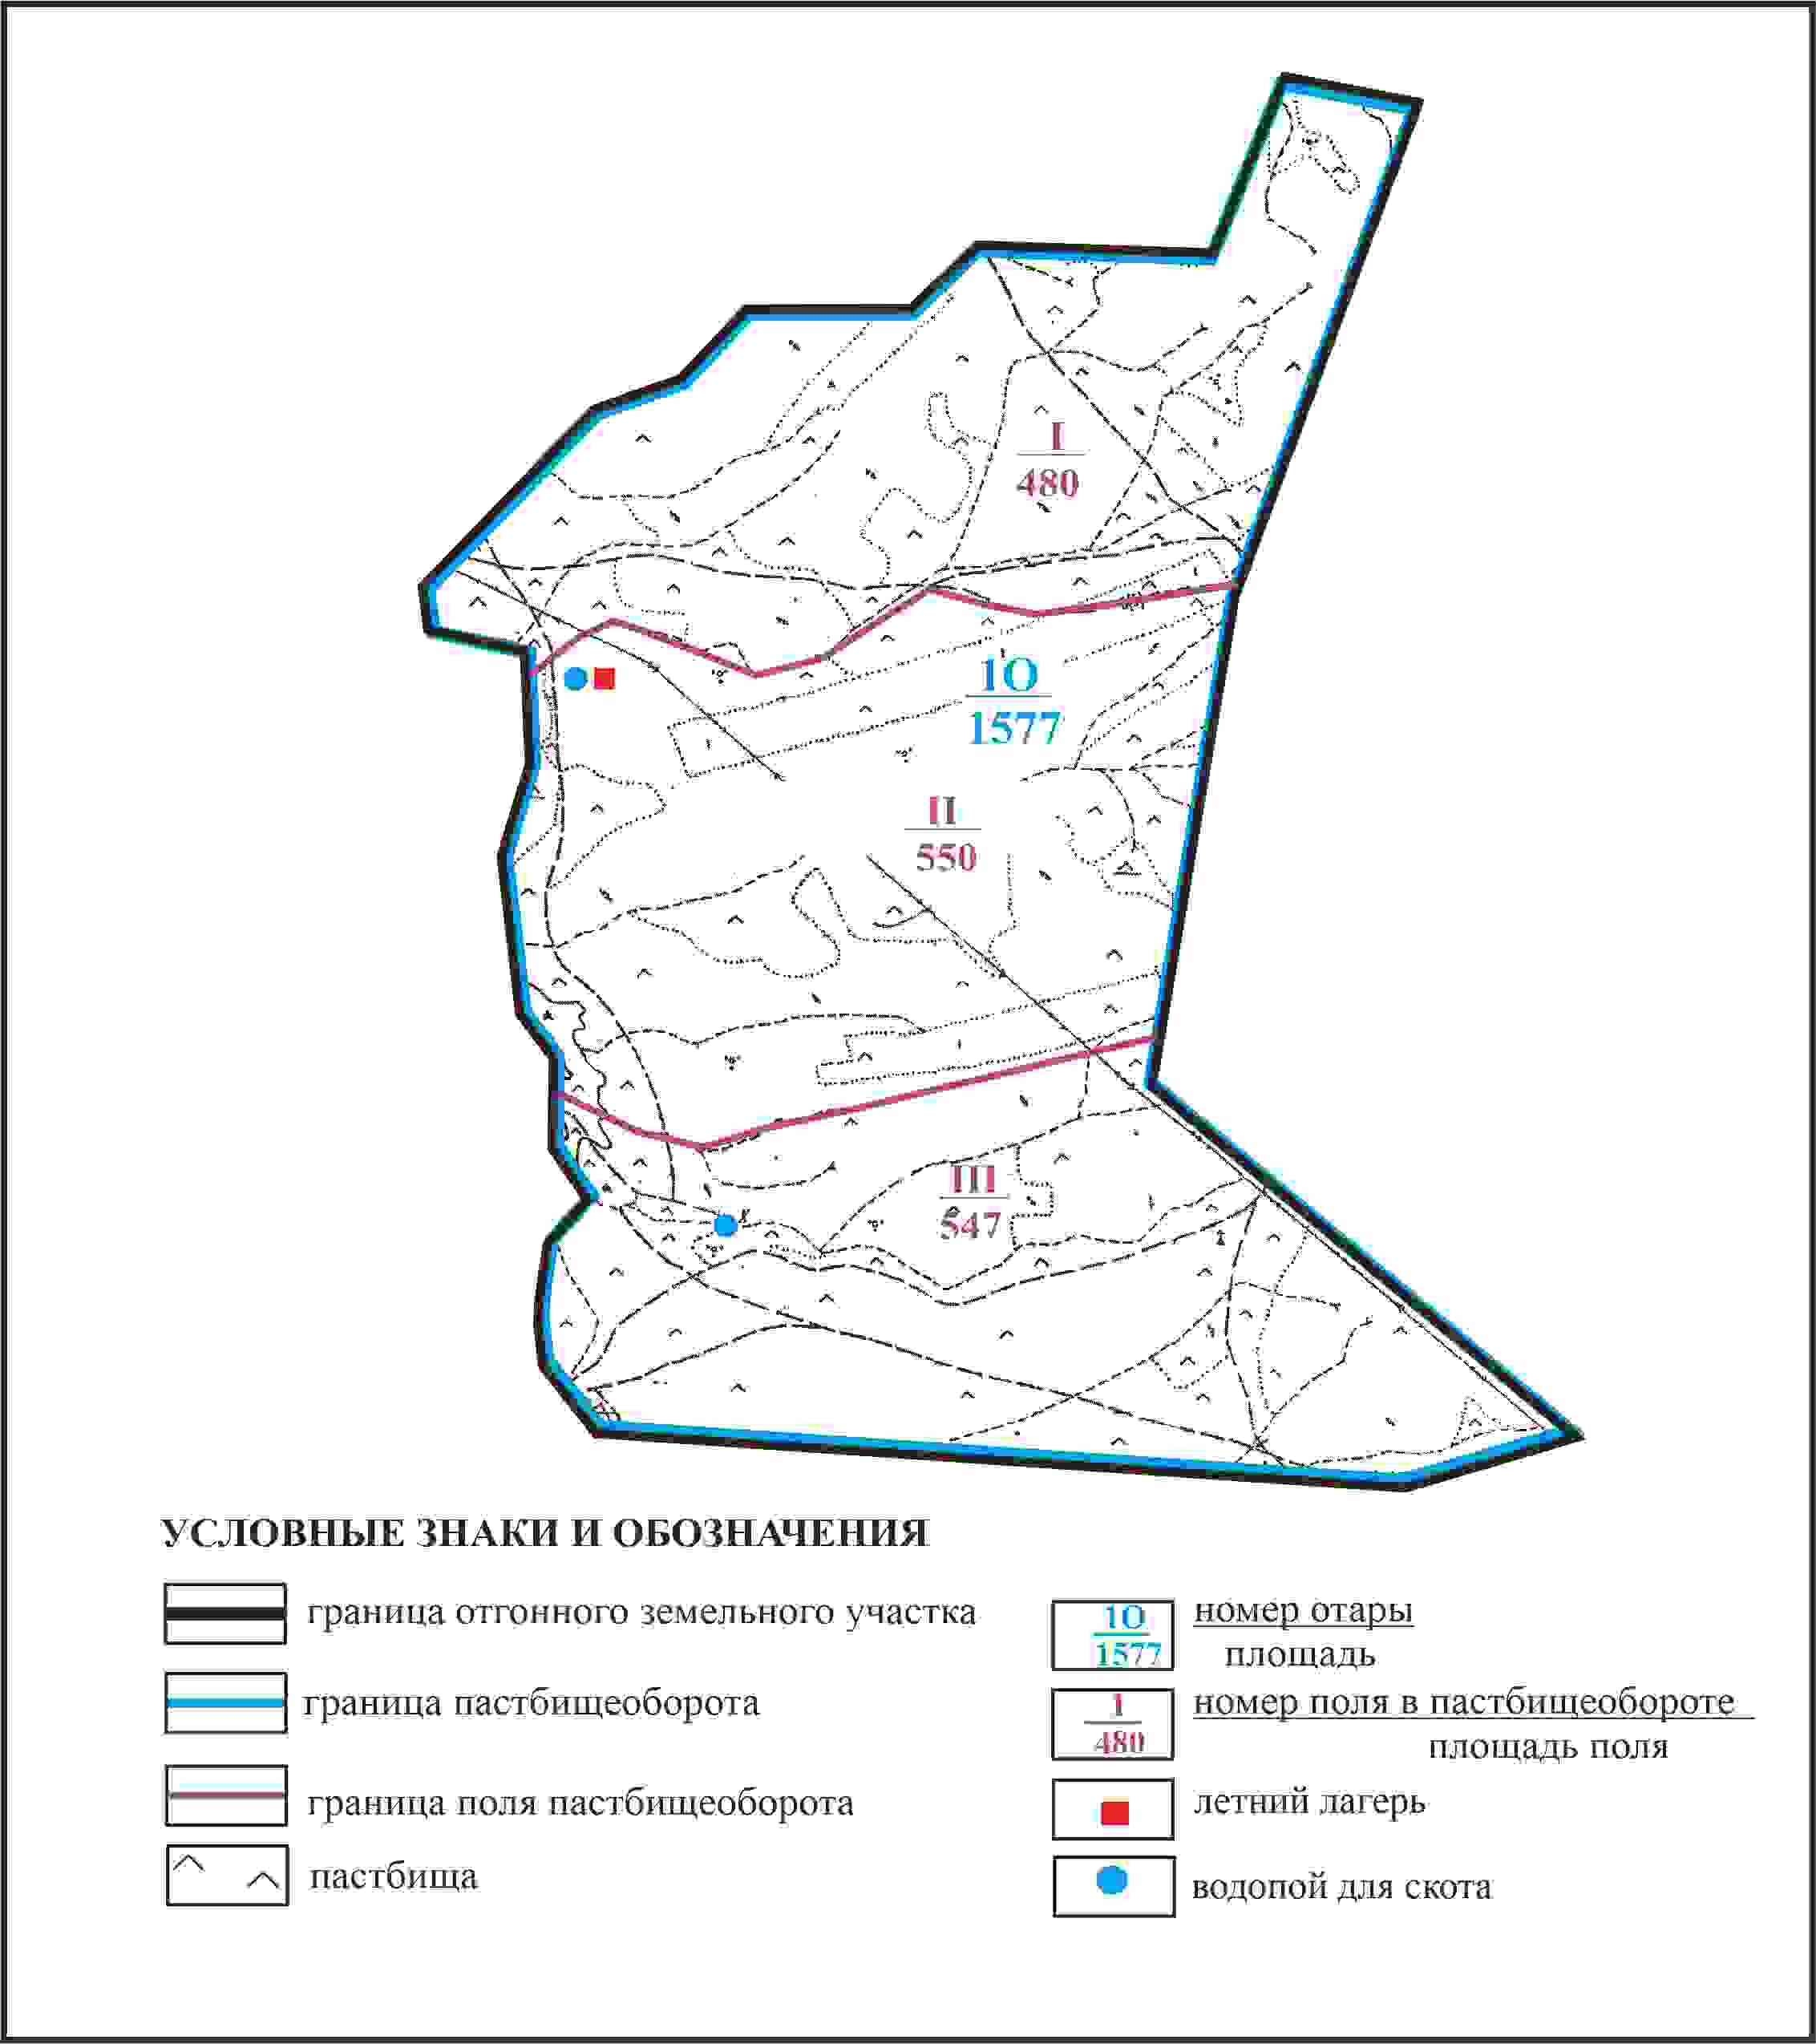 I
480
1O
1577
II
550
III
547
УСЛОВНЫЕ ЗНАКИ И ОБОЗНАЧЕНИЯ
граница отгонного земельного участка
граница пастбищеоборота
граница поля пастбищеоборота
пастбища
1O
1577
номер отары
площадь
1
480
номер поля в пастбищеобороте
площадь поля
летний лагерь
водопой для скота